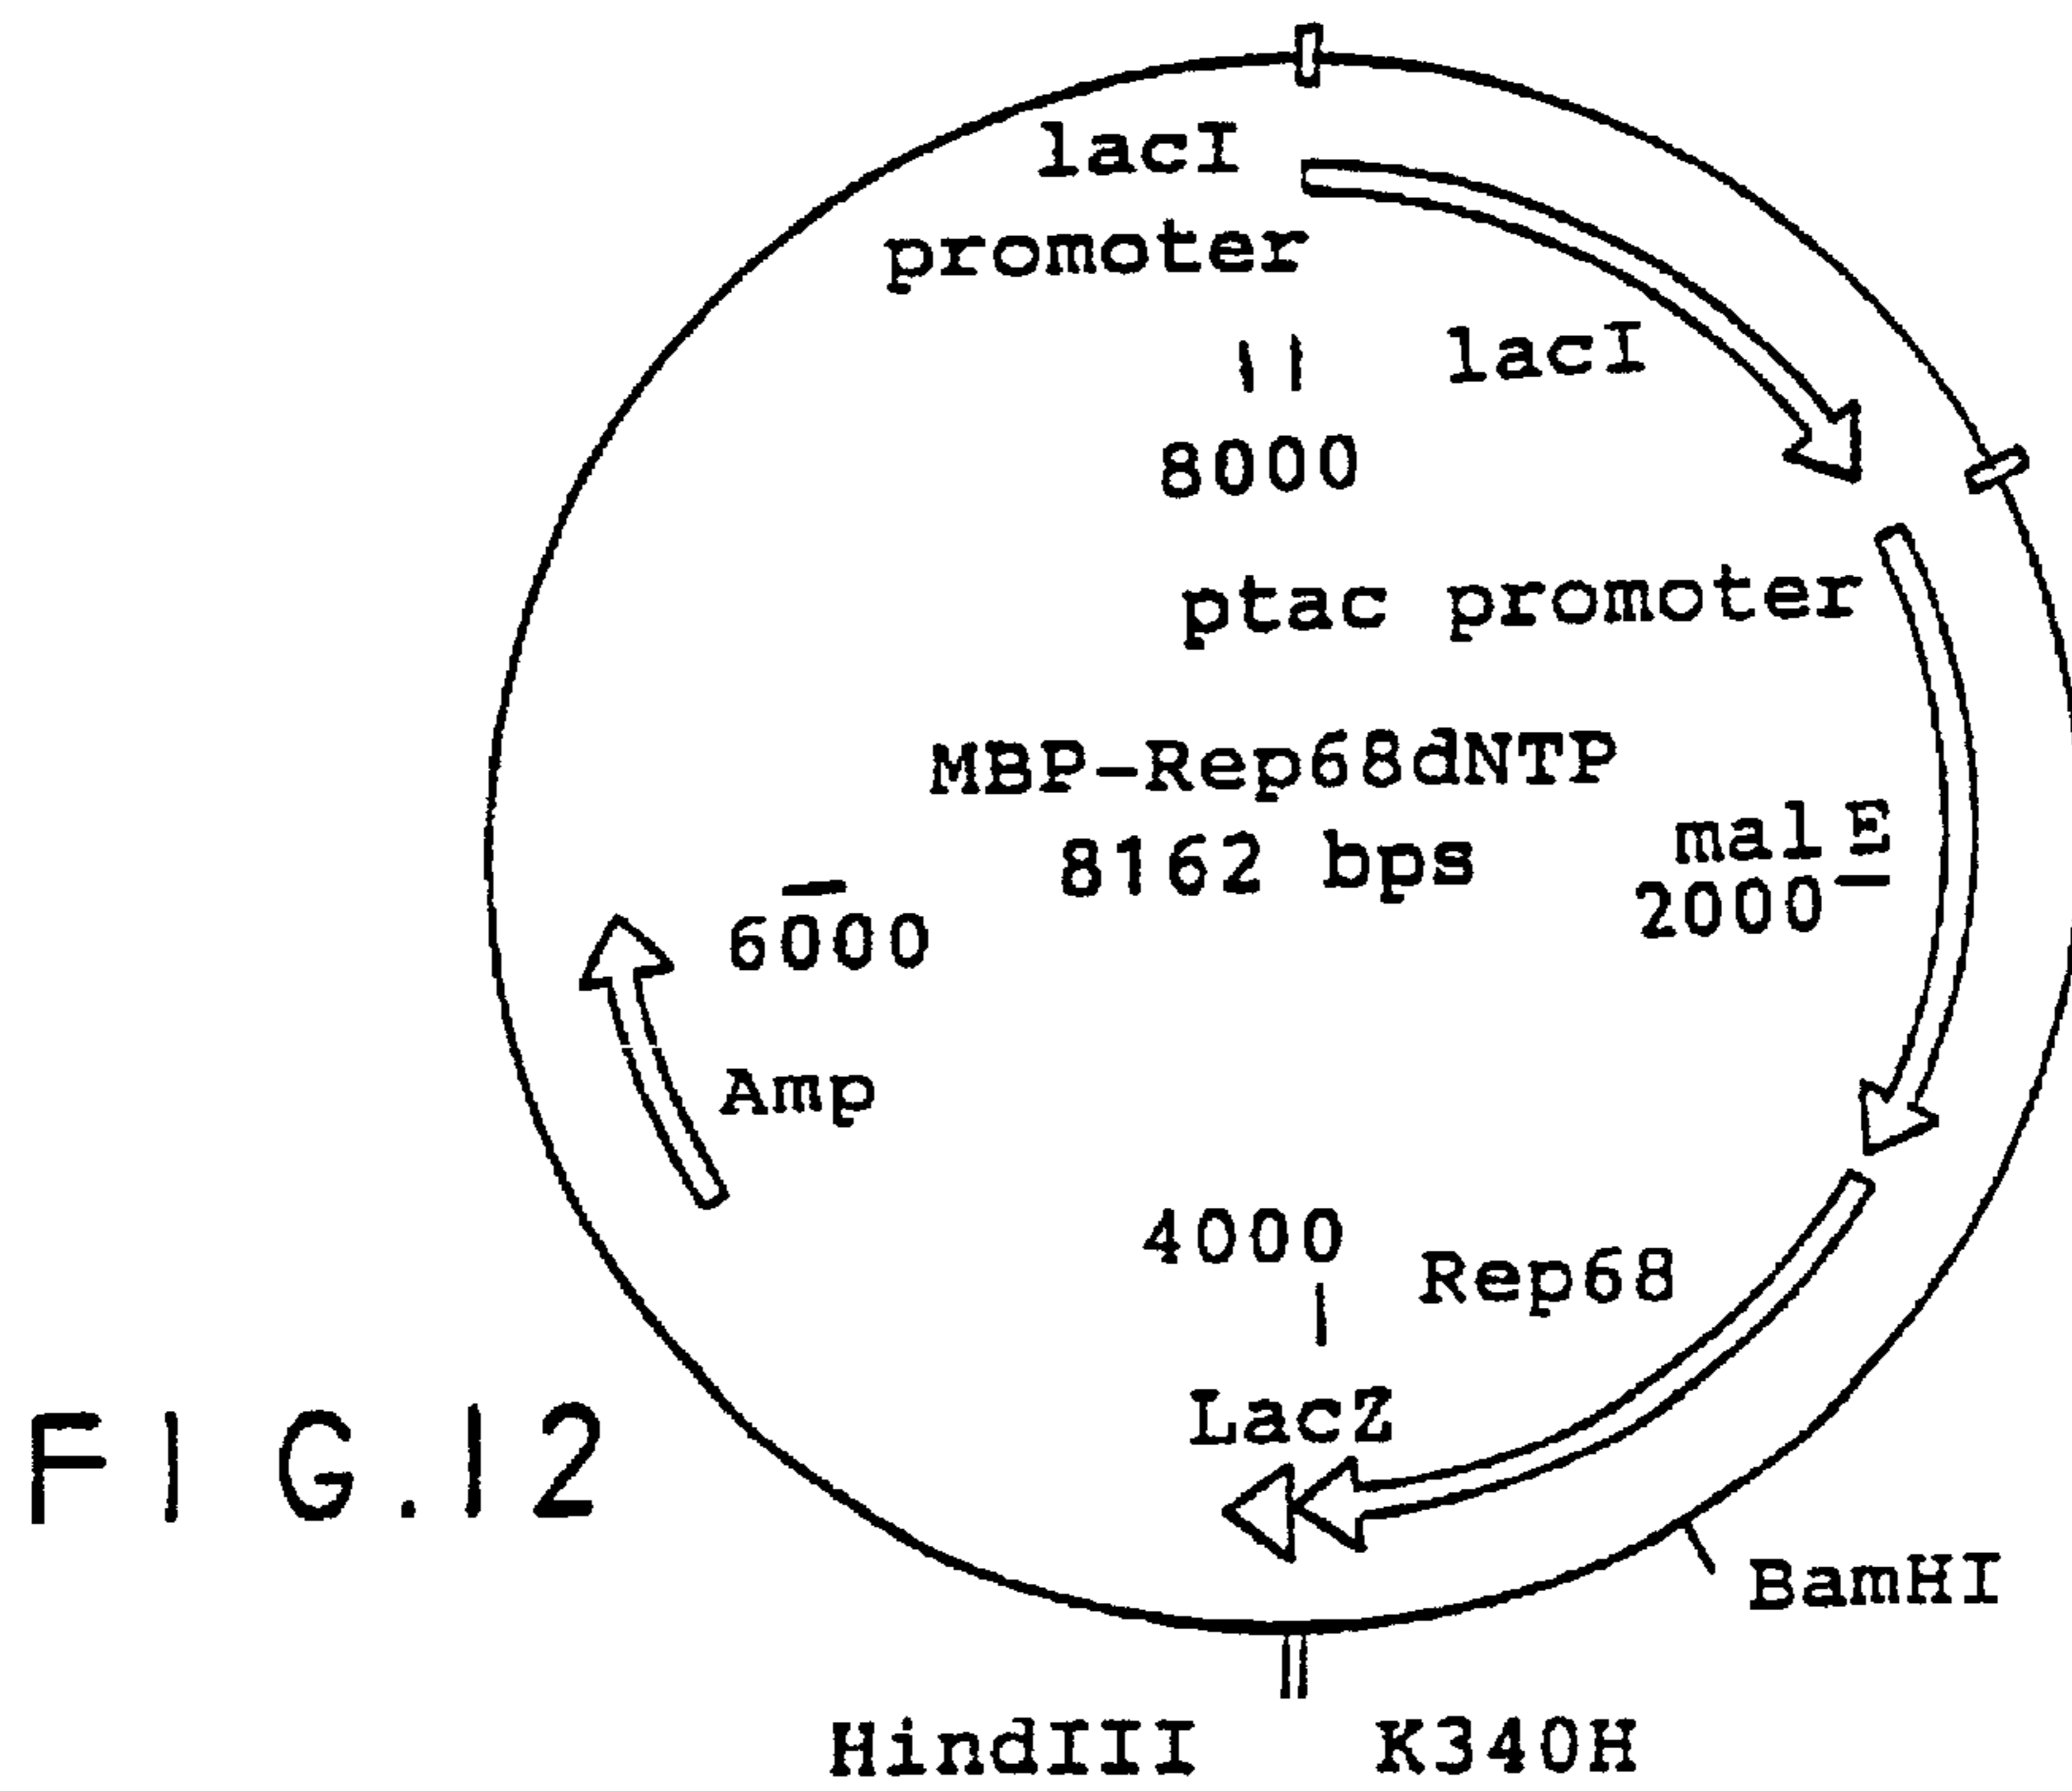 lacI
promoter
lacI
8000
ptac promoter
MBP-Rep68dNTP
8162 bps
malE
2000
6000
Amp
4000
Rep68
LacZ
FIG.12
BamHI
HindIII K340H